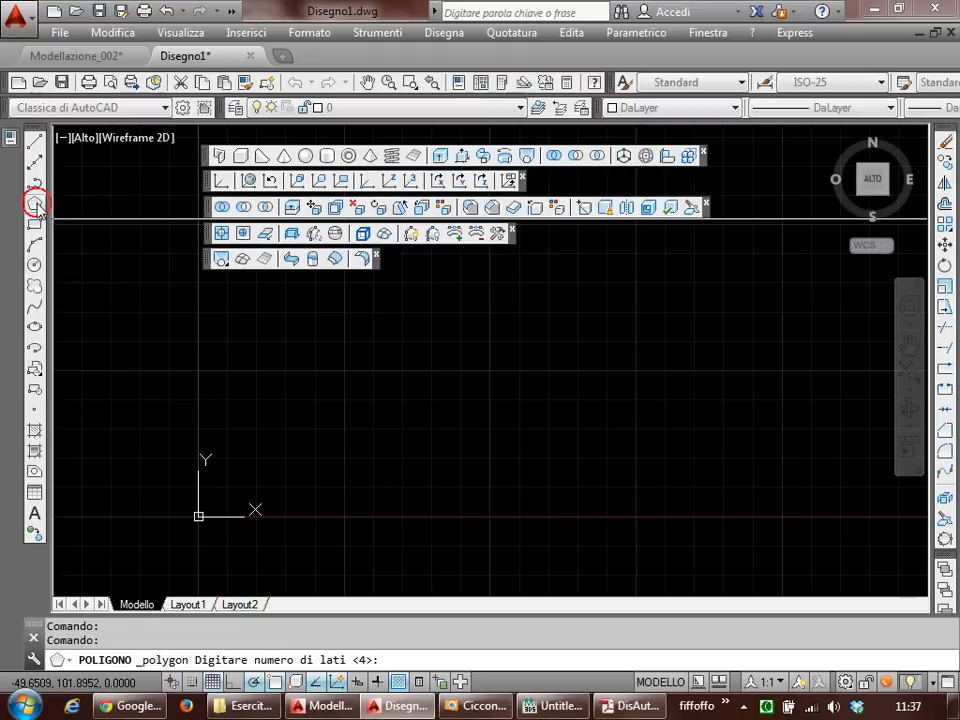 Disegno1.dwg
Digitare parola chiave o frase
Accedi
File Modifica Visualizza Inserisci Formato Strumenti Disegna Quotatura Edita Parametrico Finestra ? Express
Modellazione_002* Disegno1*
Standard ISO-25 Standard
Classica di AutoCAD 0 DaLayer DaLayer
[−][Alto][Wireframe 2D]
N
O ALTO E
S
WCS
Y
X
Modello Layout1 Layout2
Comando:
Comando:
POLIGONO _polygon Digitare numero di lati <4>:
-49.6509, 101.8952, 0.0000 MODELLO 1:1
Google... Esercit... Modell... Disegn... Ciccon... Untitle... DisAut... fiffoffo » 11:37